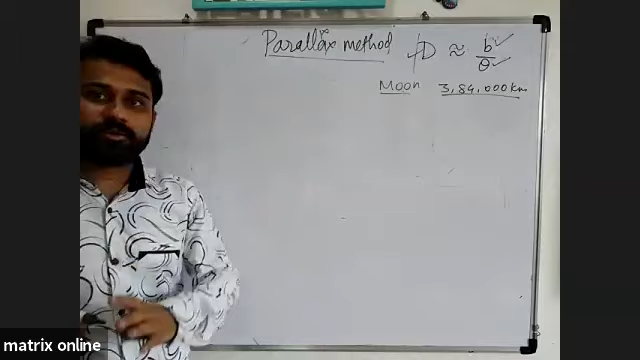 Parallax method D ≈ b/θ
Moon 3,84,000 Km
matrix online